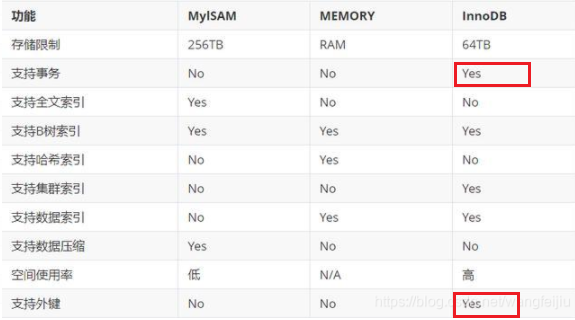 功能 MylSAM MEMORY InnoDB
存储限制 256TB RAM 64TB
支持事务 No No Yes
支持全文索引 Yes No No
支持B树索引 Yes Yes Yes
支持哈希索引 No Yes No
支持集群索引 No No Yes
支持数据索引 No Yes Yes
支持数据压缩 Yes No No
空间使用率 低 N/A 高
支持外键 No No Yes